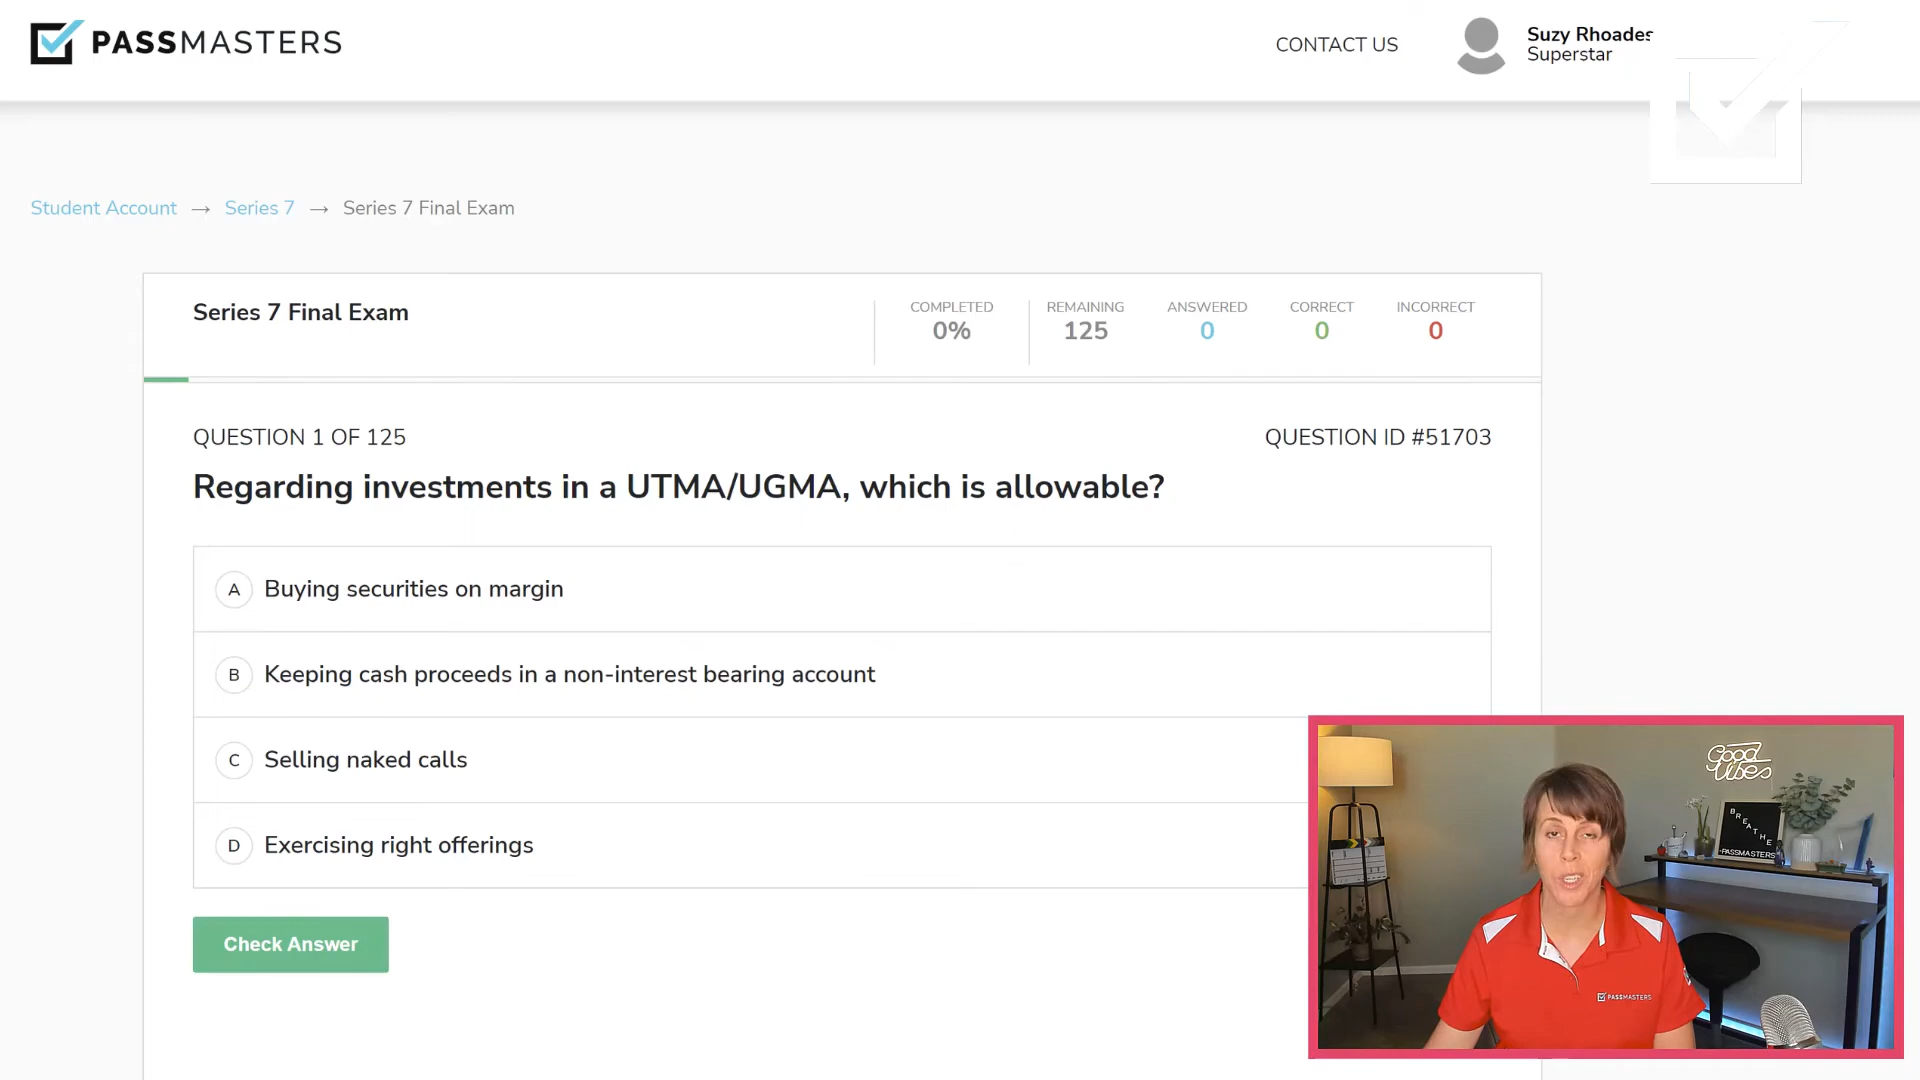 PASSMASTERS
CONTACT US
Suzy Rhoades
Superstar
Student Account → Series 7 → Series 7 Final Exam
Series 7 Final Exam
COMPLETED
0%
REMAINING
125
ANSWERED
0
CORRECT
0
INCORRECT
0
QUESTION 1 OF 125
QUESTION ID #51703
Regarding investments in a UTMA/UGMA, which is allowable?
A Buying securities on margin
B Keeping cash proceeds in a non-interest bearing account
C Selling naked calls
D Exercising right offerings
Check Answer
Good
Vibes
BREATHE
-PASSMASTERS
PASSMASTERS